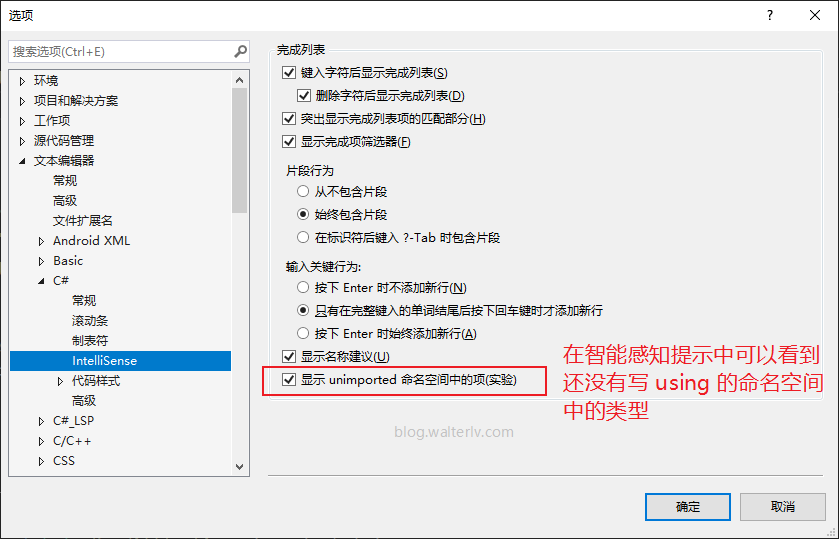 选项
搜索选项(Ctrl+E)
环境
项目和解决方案
工作项
源代码管理
文本编辑器
常规
高级
文件扩展名
Android XML
Basic
C#
常规
滚动条
制表符
IntelliSense
代码样式
高级
C#_LSP
C/C++
CSS
完成列表
键入字符后显示完成列表(S)
删除字符后显示完成列表(D)
突出显示完成列表项的匹配部分(H)
显示完成项筛选器(F)
片段行为
从不包含片段
始终包含片段
在标识符后键入 ?-Tab 时包含片段
输入关键行为:
按下 Enter 时不添加新行(N)
只有在完整键入的单词结尾后按下回车键时才添加新行
按下 Enter 时始终添加新行(A)
显示名称建议(U)
显示 unimported 命名空间中的项(实验)
在智能感知提示中可以看到
还没有写 using 的命名空间
中的类型
blog.walterlv.com
确定
取消